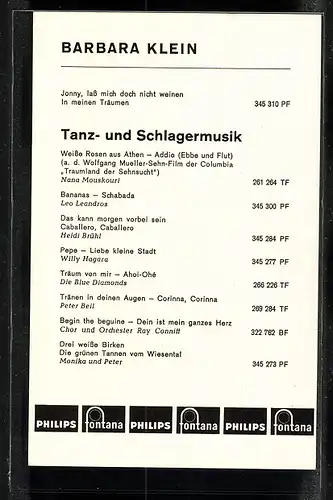 BARBARA KLEIN
Jonny, laß mich doch nicht weinen
In meinen Träumen 345 310 PF
Tanz- und Schlagermusik
Weiße Rosen aus Athen – Addio (Ebbe und Flut)
(a. d. Wolfgang Mueller-Sehn-Film der Columbia
„Traumland der Sehnsucht")
Nana Mouskouri 261 264 TF
Bananas – Schabada
Leo Leandros 345 300 PF
Das kann morgen vorbei sein
Caballero, Caballero
Heidi Brühl 345 284 PF
Pepe – Liebe kleine Stadt
Willy Hagara 345 277 PF
Träum von mir – Ahoi-Ohé
Die Blue Diamonds 266 226 TF
Tränen in deinen Augen – Corinna, Corinna
Peter Beil 269 284 TF
Begin the beguine – Dein ist mein ganzes Herz
Chor und Orchester Ray Conniff 322 762 BF
Drei weiße Birken
Die grünen Tannen vom Wiesental
Monika und Peter 345 273 PF
PHILIPS fontana PHILIPS fontana PHILIPS fontana